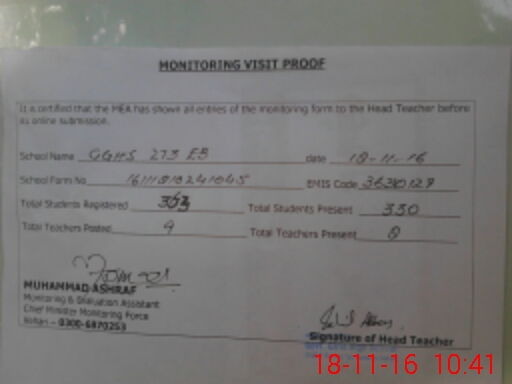 MONITORING VISIT PROOF
It is certified that the MEA has shown all entries of the monitoring form to the Head Teacher before
online submission.
School Name GGHS 273 EB date 18-11-16
School Form No EMIS Code
Total Students Registered Total Students Present 330
Total Teachers Posted 9 Total Teachers Present 8
MUHAMMAD ASHRAF
Monitoring & Evaluation Assistant
Chief Minister Monitoring Force
0300-6870253
Signature of Head Teacher
18-11-16 10:41